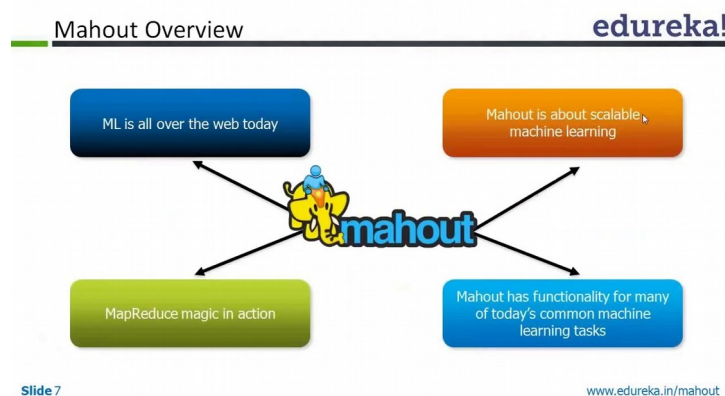 Mahout Overview
edureka!
ML is all over the web today
Mahout is about scalable
machine learning
mahout
MapReduce magic in action
Mahout has functionality for many
of today's common machine
learning tasks
Slide 7
www.edureka.in/mahout